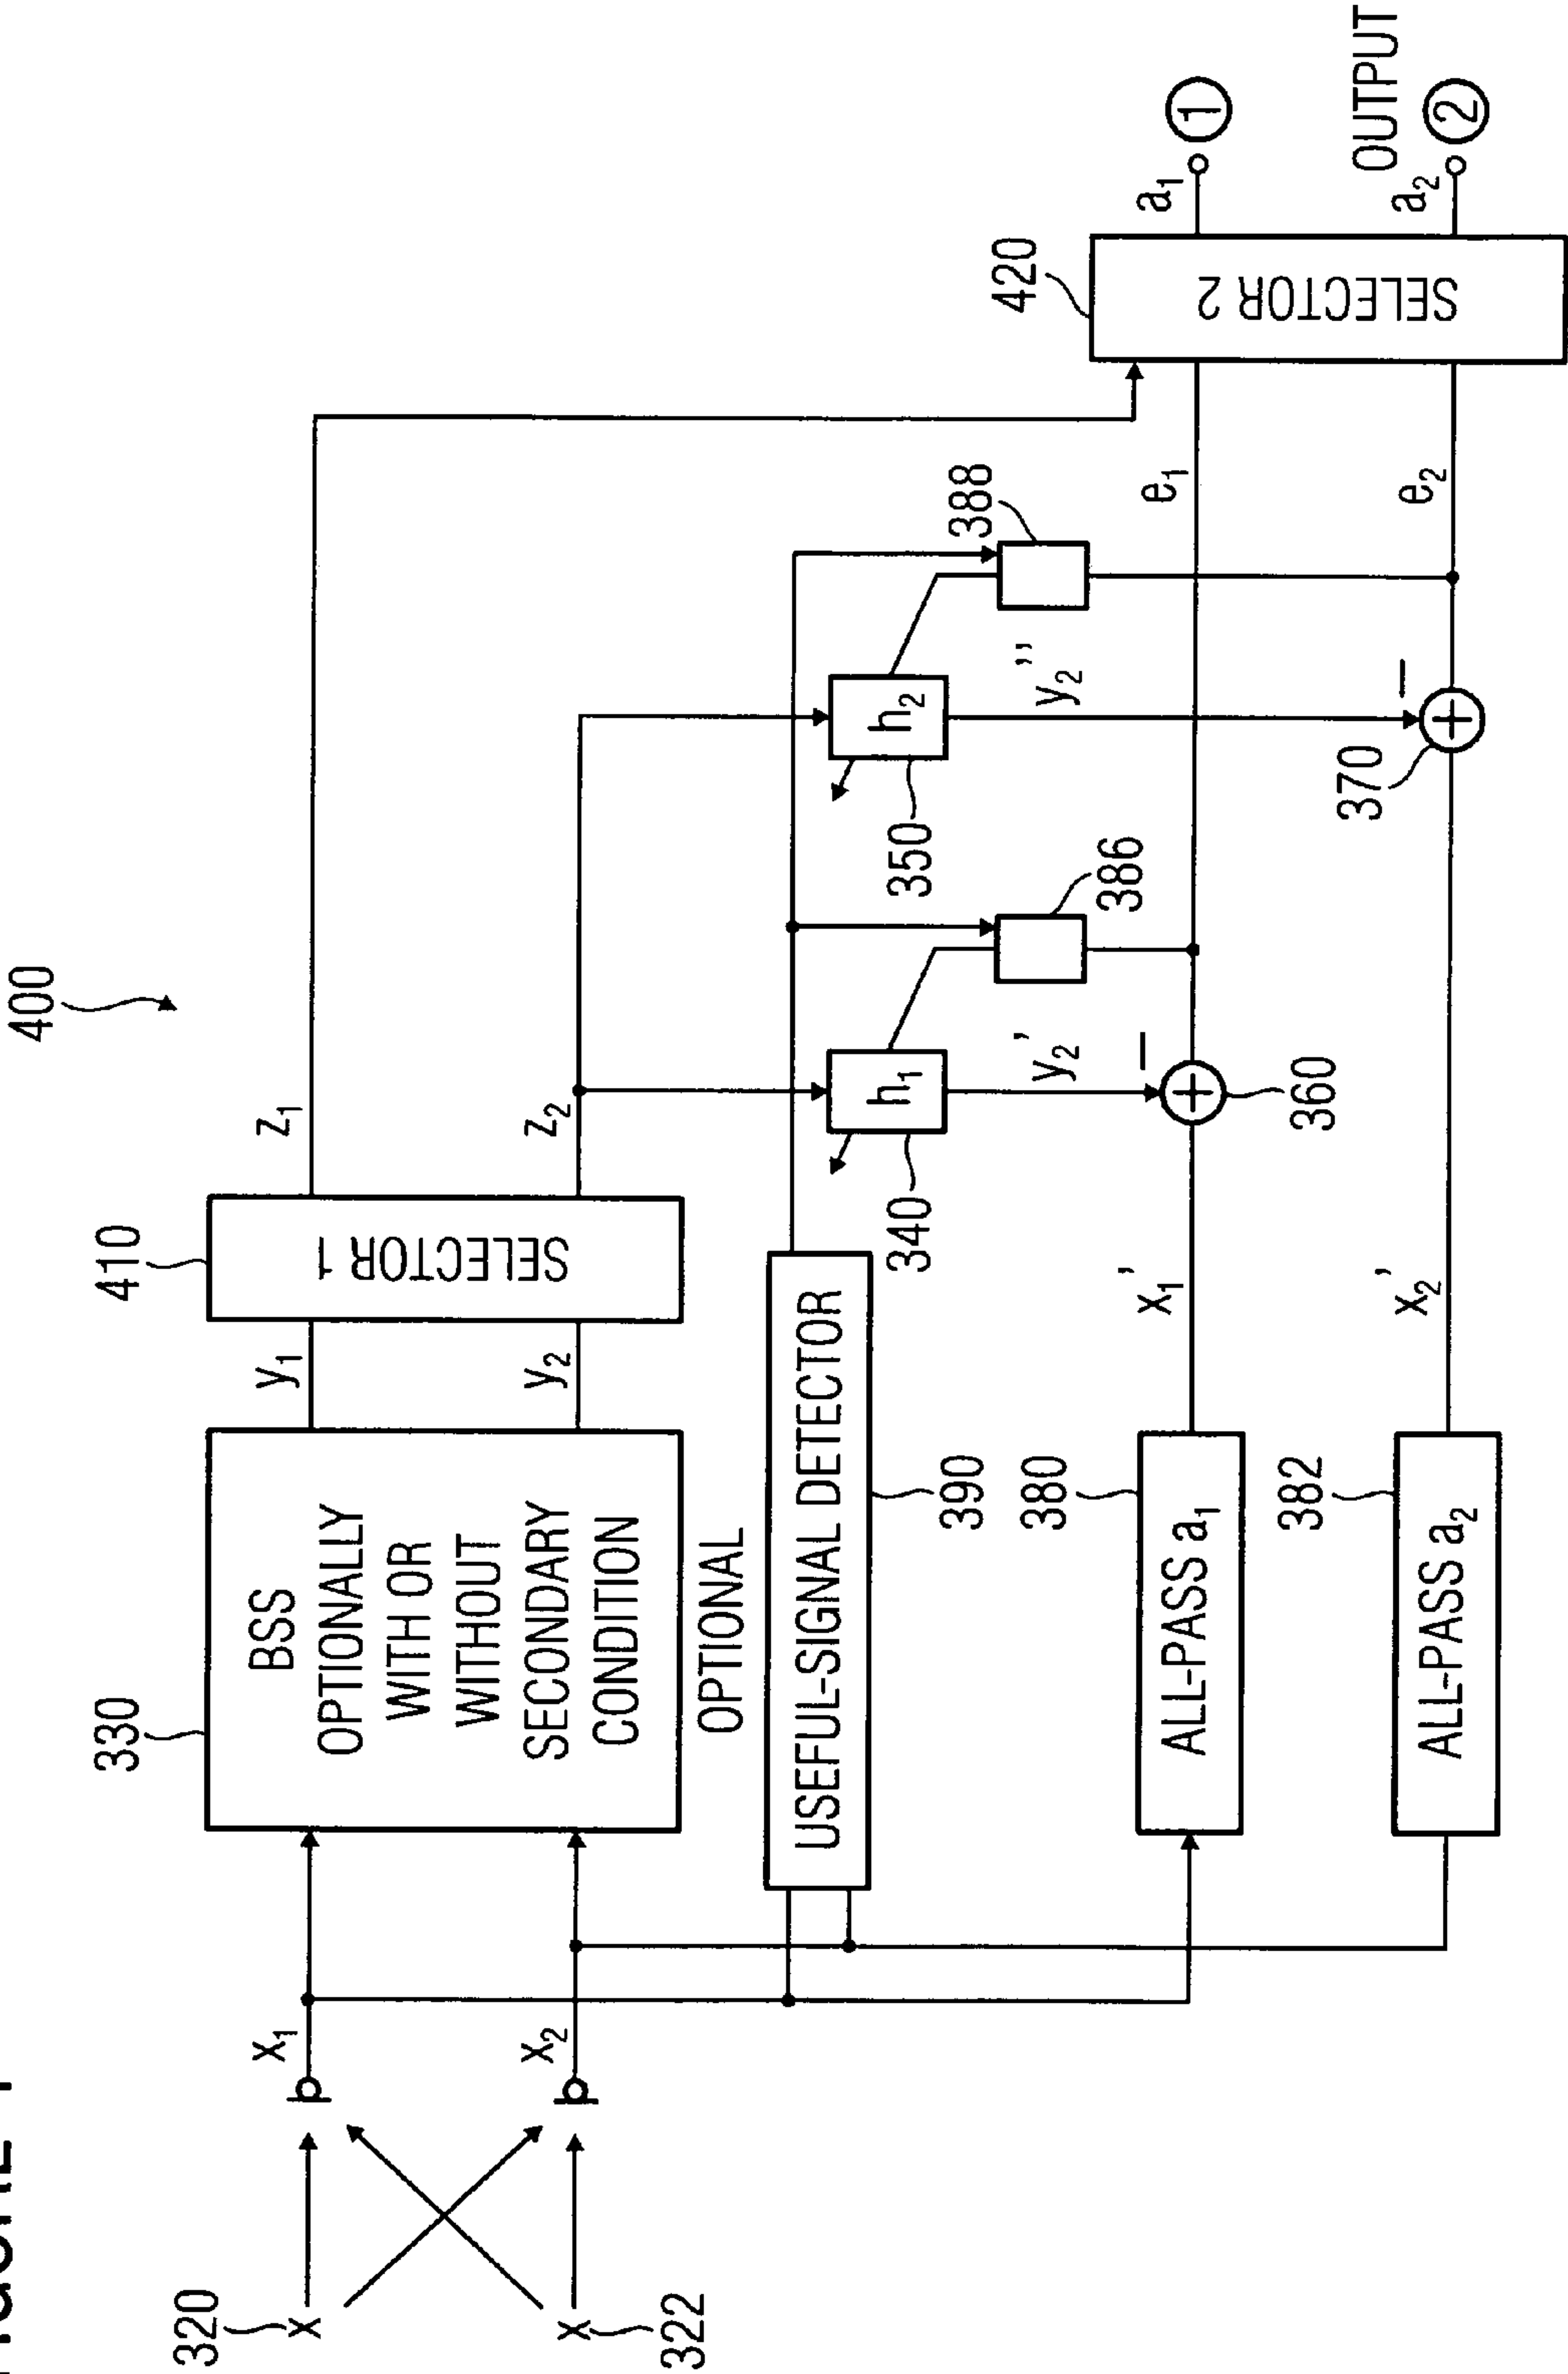 400
330
BSS
OPTIONALLY
WITH OR
WITHOUT
SECONDARY
CONDITION
OPTIONAL
410
SELECTOR 1
y₁
y₂
z₁
z₂
320
x
322
x
x₁
x₂
USEFUL-SIGNAL DETECTOR
390
380
ALL-PASS a₁
382
ALL-PASS a₂
x₁'
x₂'
h₁
340
y₂'
−
+
360
386
h₂
350
y₂''
−
+
370
388
e₁
e₂
420
SELECTOR 2
a₁
1
OUTPUT
a₂
2